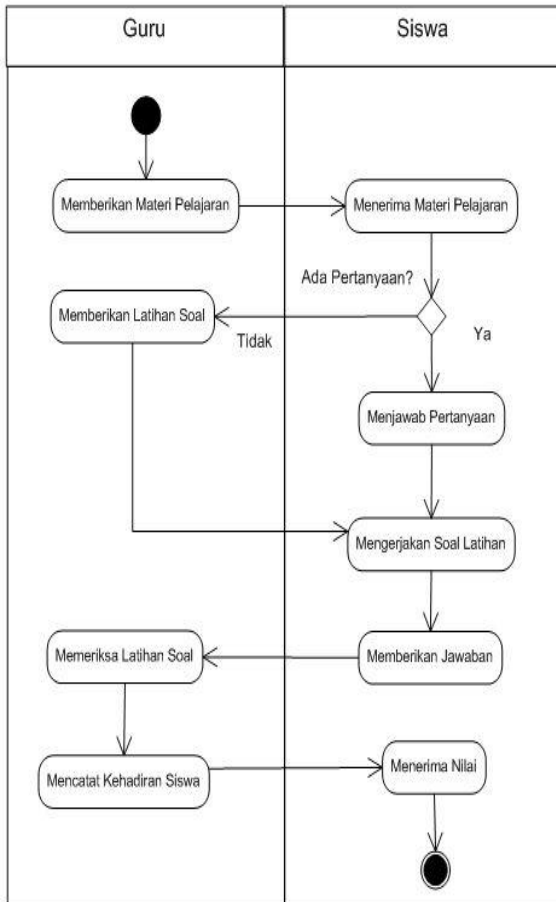 Guru
Siswa
Memberikan Materi Pelajaran
Menerima Materi Pelajaran
Ada Pertanyaan?
Memberikan Latihan Soal
Tidak
Ya
Menjawab Pertanyaan
Mengerjakan Soal Latihan
Memeriksa Latihan Soal
Memberikan Jawaban
Mencatat Kehadiran Siswa
Menerima Nilai